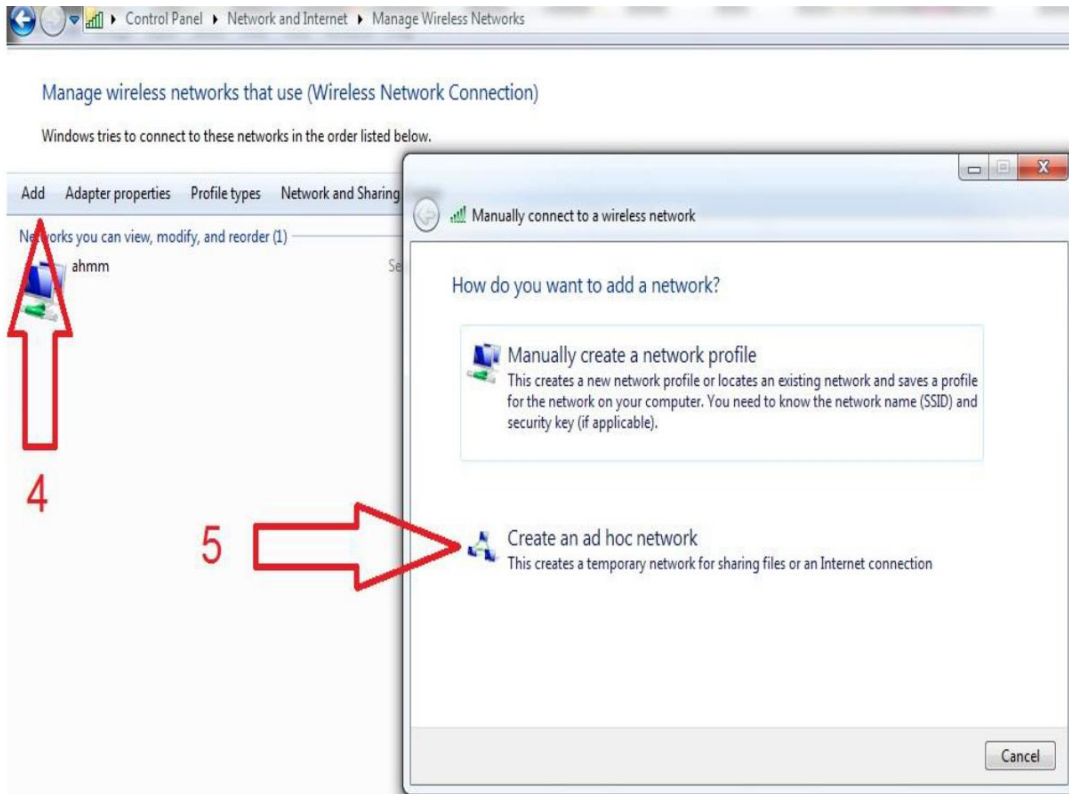 Control Panel Network and Internet Manage Wireless Networks
Manage wireless networks that use (Wireless Network Connection)
Windows tries to connect to these networks in the order listed below.
Add Adapter properties Profile types Network and Sharing
Networks you can view, modify, and reorder (1)
ahmm
Se
4
5
Manually connect to a wireless network
How do you want to add a network?
Manually create a network profile
This creates a new network profile or locates an existing network and saves a profile
for the network on your computer. You need to know the network name (SSID) and
security key (if applicable).
Create an ad hoc network
This creates a temporary network for sharing files or an Internet connection
Cancel